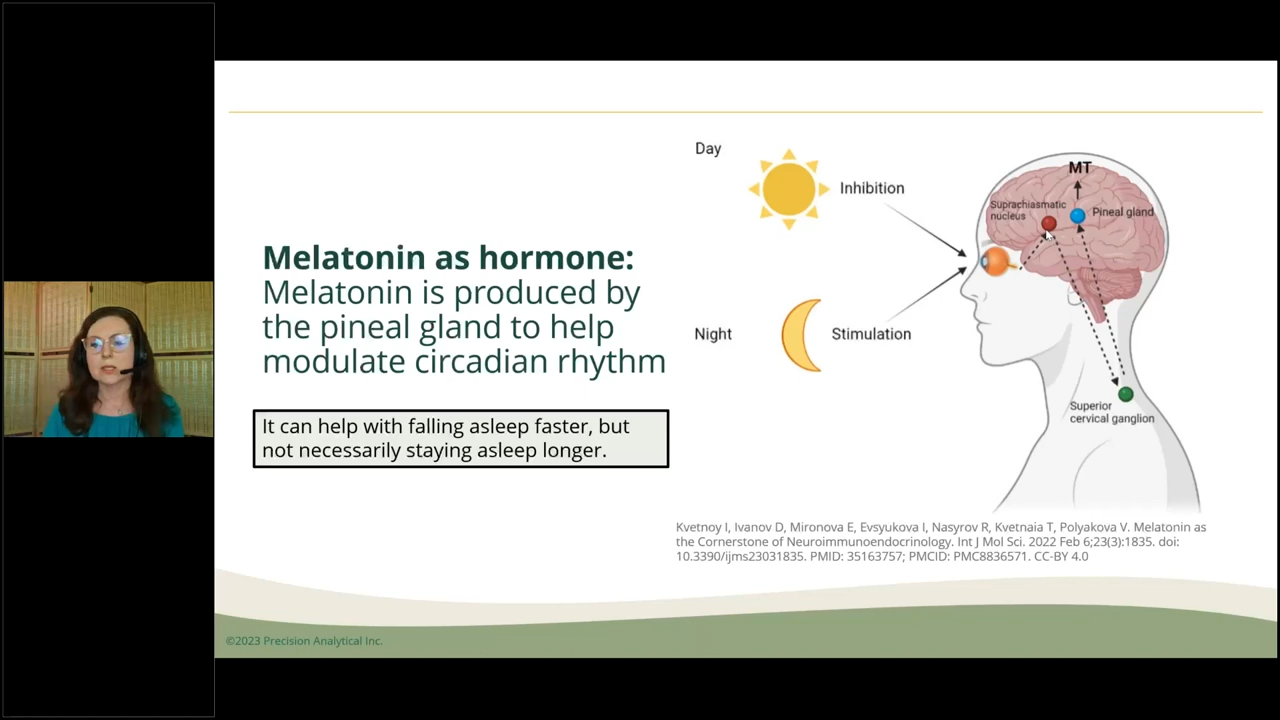 Melatonin as hormone:
Melatonin is produced by
the pineal gland to help
modulate circadian rhythm
It can help with falling asleep faster, but
not necessarily staying asleep longer.
Day
Inhibition
Night
Stimulation
MT
Suprachiasmatic
nucleus
Pineal gland
Superior
cervical ganglion
Kvetnoy I, Ivanov D, Mironova E, Evsyukova I, Nasyrov R, Kvetnaia T, Polyakova V. Melatonin as
the Cornerstone of Neuroimmunoendocrinology. Int J Mol Sci. 2022 Feb 6;23(3):1835. doi:
10.3390/ijms23031835. PMID: 35163757; PMCID: PMC8836571. CC-BY 4.0
©2023 Precision Analytical Inc.